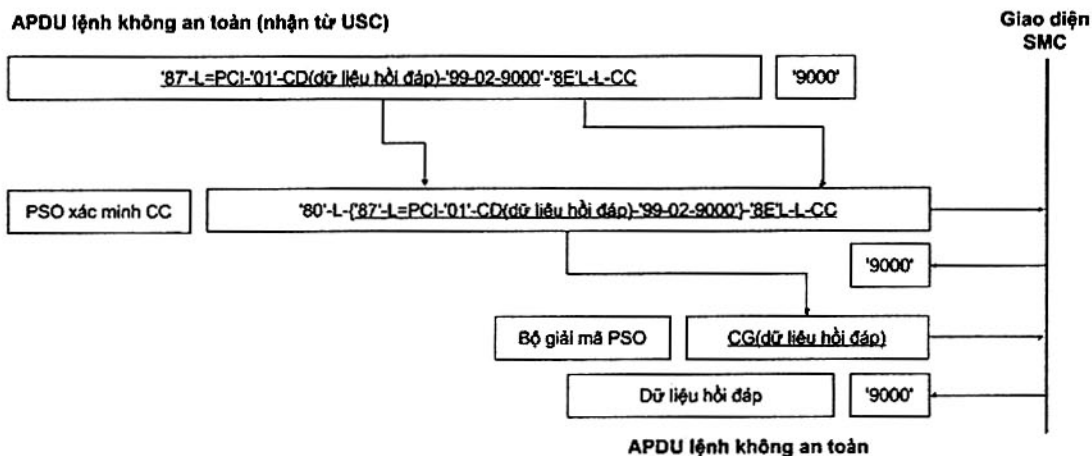 APDU lệnh không an toàn (nhận từ USC)
Giao diện
SMC
'87'-L=PCI-'01'-CD(dữ liệu hồi đáp)-'99-02-9000'-'8E'L-L-CC
'9000'
PSO xác minh CC
'80'-L-{'87'-L=PCI-'01'-CD(dữ liêu hồi đáp)-'99-02-9000'}-'8E'L-L-CC
'9000'
Bộ giải mã PSO
CG(dữ liệu hồi đáp)
Dữ liệu hồi đáp
'9000'
APDU lệnh không an toàn